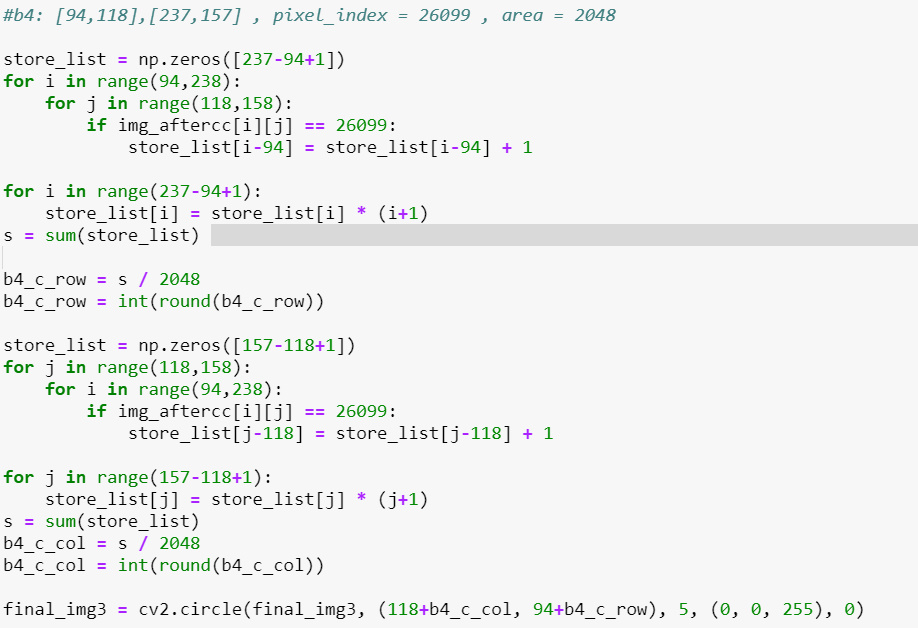 #b4: [94,118],[237,157] , pixel_index = 26099 , area = 2048
store_list = np.zeros([237-94+1])
for i in range(94,238):
    for j in range(118,158):
        if img_aftercc[i][j] == 26099:
            store_list[i-94] = store_list[i-94] + 1
for i in range(237-94+1):
    store_list[i] = store_list[i] * (i+1)
s = sum(store_list)
b4_c_row = s / 2048
b4_c_row = int(round(b4_c_row))
store_list = np.zeros([157-118+1])
for j in range(118,158):
    for i in range(94,238):
        if img_aftercc[i][j] == 26099:
            store_list[j-118] = store_list[j-118] + 1
for j in range(157-118+1):
    store_list[j] = store_list[j] * (j+1)
s = sum(store_list)
b4_c_col = s / 2048
b4_c_col = int(round(b4_c_col))
final_img3 = cv2.circle(final_img3, (118+b4_c_col, 94+b4_c_row), 5, (0, 0, 255), 0)